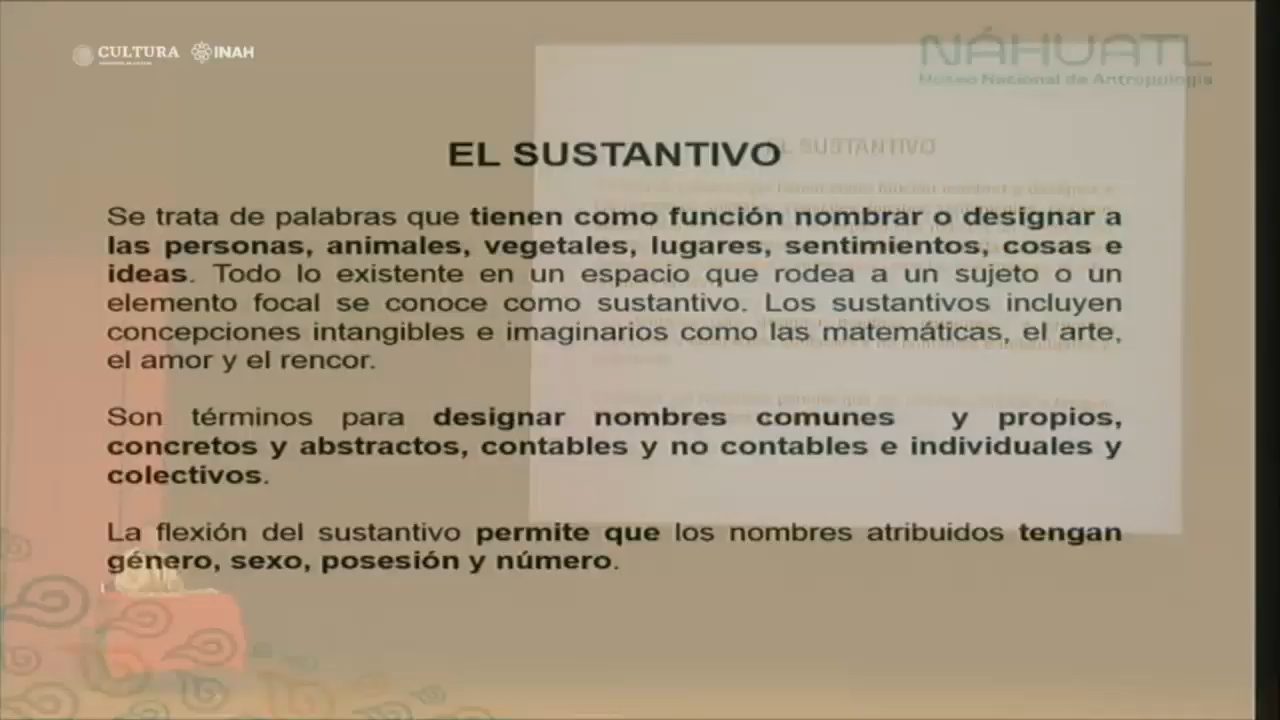 CULTURA INAH
NÁHUATL
Museo Nacional de Antropología
EL SUSTANTIVO
EL SUSTANTIVO
Se trata de palabras que tienen como función nombrar o designar a
las personas, animales, vegetales, lugares, sentimientos, cosas e
ideas. Todo lo existente en un espacio que rodea a un sujeto o un
elemento focal se conoce como sustantivo. Los sustantivos incluyen
concepciones intangibles e imaginarios como las matemáticas, el arte,
el amor y el rencor.
Son términos para designar nombres comunes y propios,
concretos y abstractos, contables y no contables e individuales y
colectivos.
La flexión del sustantivo permite que los nombres atribuidos tengan
género, sexo, posesión y número.